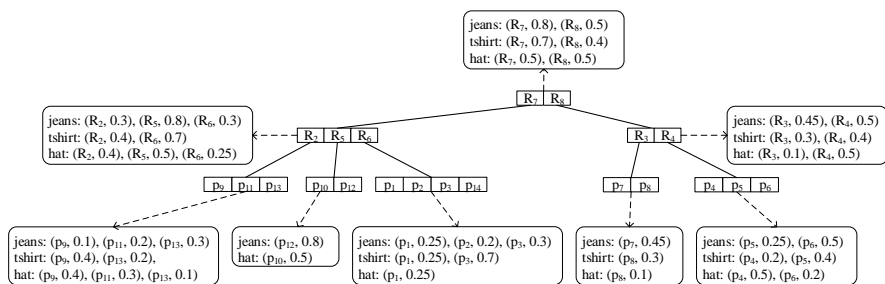 jeans: (R₇, 0.8), (R₈, 0.5)
tshirt: (R₇, 0.7), (R₈, 0.4)
hat: (R₇, 0.5), (R₈, 0.5)
R₇ R₈
jeans: (R₂, 0.3), (R₅, 0.8), (R₆, 0.3)
tshirt: (R₂, 0.4), (R₆, 0.7)
hat: (R₂, 0.4), (R₅, 0.5), (R₆, 0.25)
R₂ R₅ R₆
R₃ R₄
jeans: (R₃, 0.45), (R₄, 0.5)
tshirt: (R₃, 0.3), (R₄, 0.4)
hat: (R₃, 0.1), (R₄, 0.5)
p₉ p₁₁ p₁₃
p₁₀ p₁₂
p₁ p₂ p₃ p₁₄
p₇ p₈
p₄ p₅ p₆
jeans: (p₉, 0.1), (p₁₁, 0.2), (p₁₃, 0.3)
tshirt: (p₉, 0.4), (p₁₃, 0.2),
hat: (p₉, 0.4), (p₁₁, 0.3), (p₁₃, 0.1)
jeans: (p₁₂, 0.8)
hat: (p₁₀, 0.5)
jeans: (p₁, 0.25), (p₂, 0.2), (p₃, 0.3)
tshirt: (p₁, 0.25), (p₃, 0.7)
hat: (p₁, 0.25)
jeans: (p₇, 0.45)
tshirt: (p₈, 0.3)
hat: (p₈, 0.1)
jeans: (p₅, 0.25), (p₆, 0.5)
tshirt: (p₄, 0.2), (p₅, 0.4)
hat: (p₄, 0.5), (p₆, 0.2)